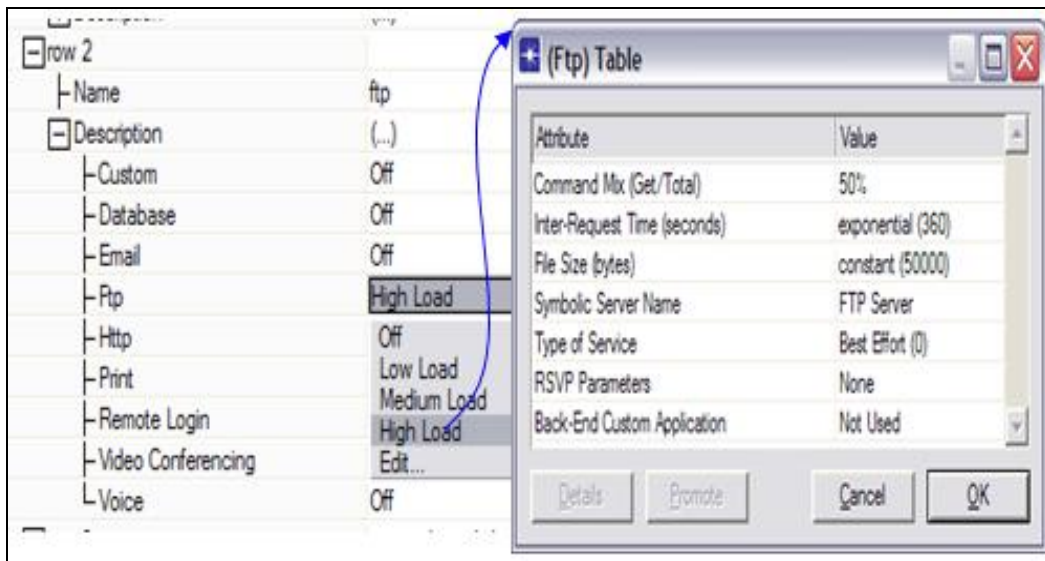 row 2
Name ftp
Description (...)
Custom Off
Database Off
Email Off
Ftp High Load
Http Off
Print Low Load
Medium Load
Remote Login High Load
Video Conferencing Edit...
Voice Off
(Ftp) Table
Attribute Value
Command Mix (Get/Total) 50%
Inter-Request Time (seconds) exponential (360)
File Size (bytes) constant (50000)
Symbolic Server Name FTP Server
Type of Service Best Effort (0)
RSVP Parameters None
Back-End Custom Application Not Used
Details Promote Cancel OK